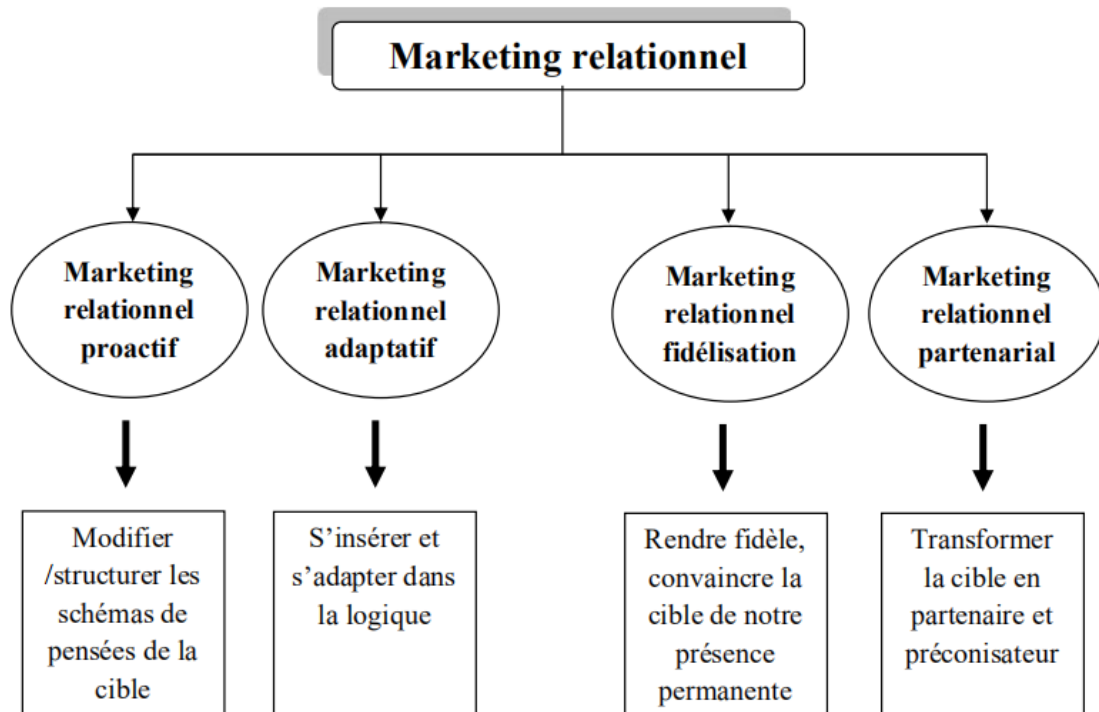 Marketing relationnel
Marketing
relationnel
proactif
Marketing
relationnel
adaptatif
Marketing
relationnel
fidélisation
Marketing
relationnel
partenarial
Modifier
/structurer les
schémas de
pensées de la
cible
S’insérer et
s’adapter dans
la logique
Rendre fidèle,
convaincre la
cible de notre
présence
permanente
Transformer
la cible en
partenaire et
préconisateur